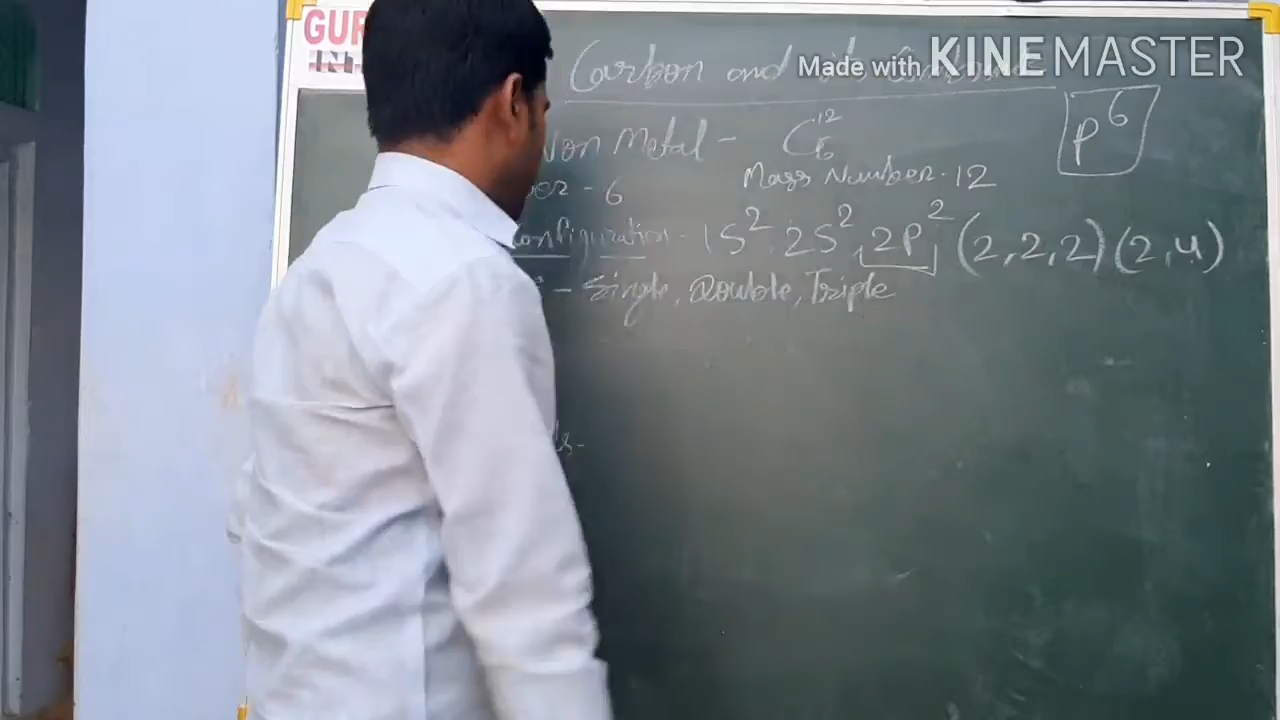 GUR
Carbon and its
Made with KINEMASTER
Non Metal - C 12 6
P6
- 6
Mass Number - 12
Configuration - 1S2 2S2, 2P2 (2,2,2) (2,4)
- Single, Double, Triple